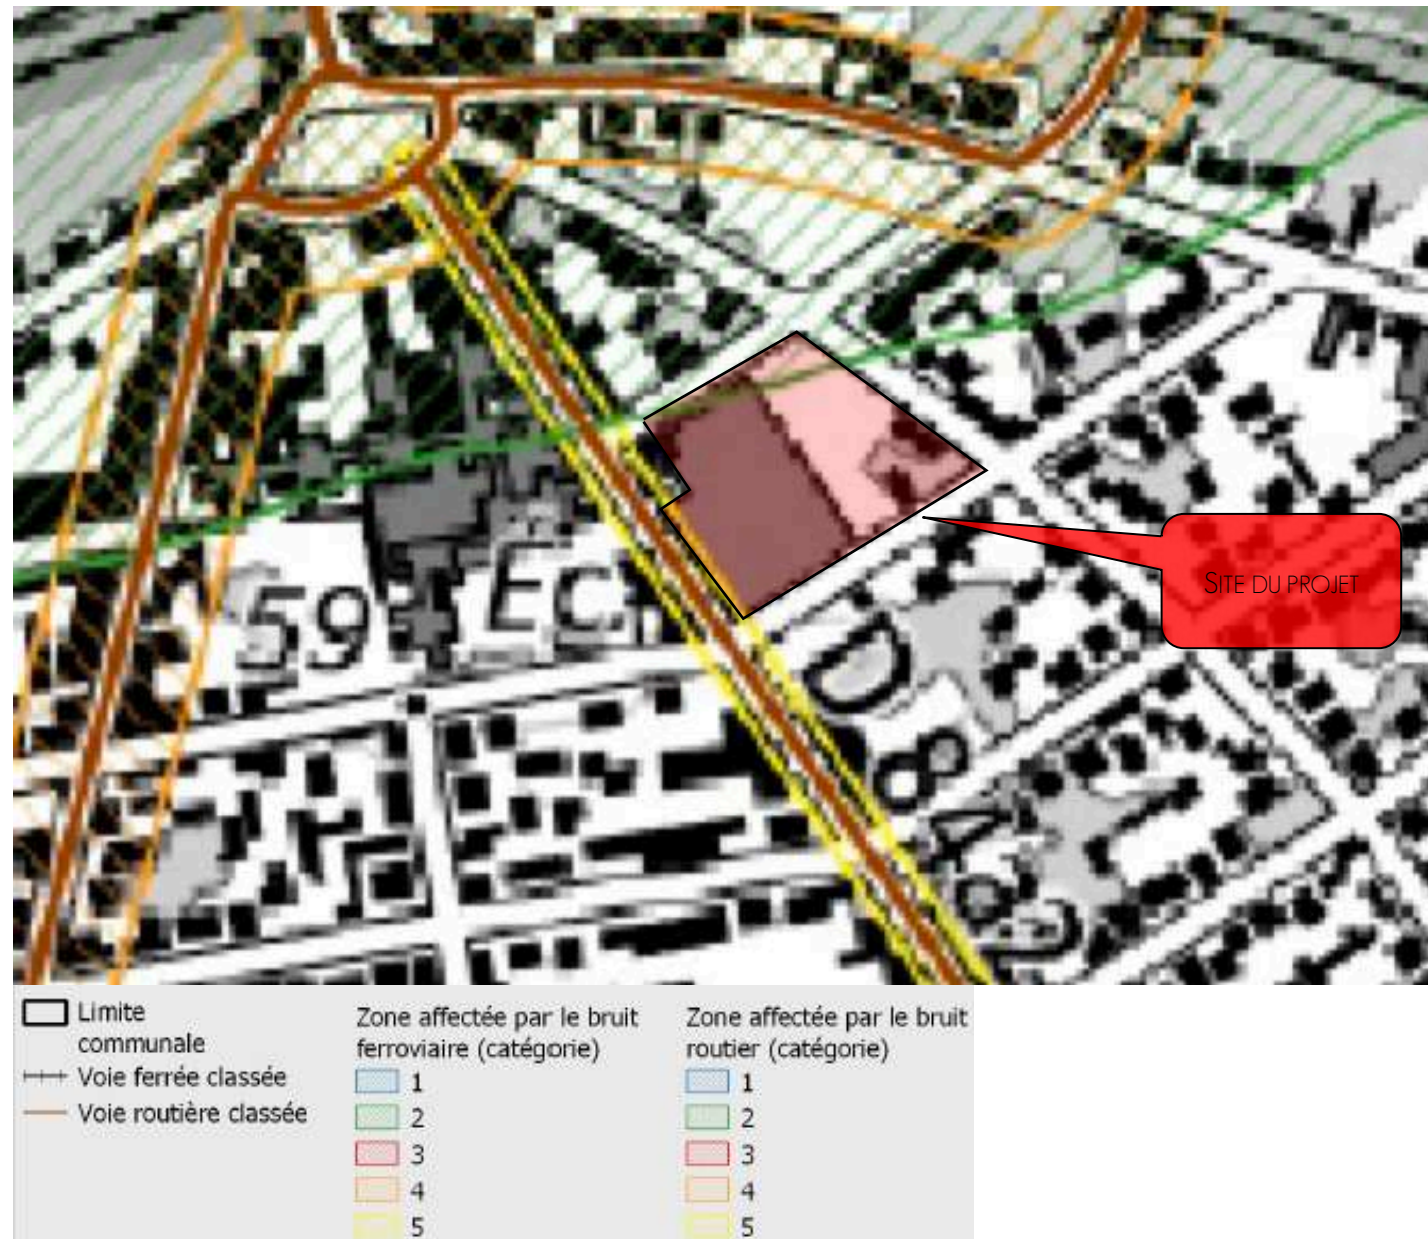 59
EC.
D
8
4
SITE DU PROJET
Limite
communale
Voie ferrée classée
Voie routière classée
Zone affectée par le bruit
ferroviaire (catégorie)
1
2
3
4
5
Zone affectée par le bruit
routier (catégorie)
1
2
3
4
5